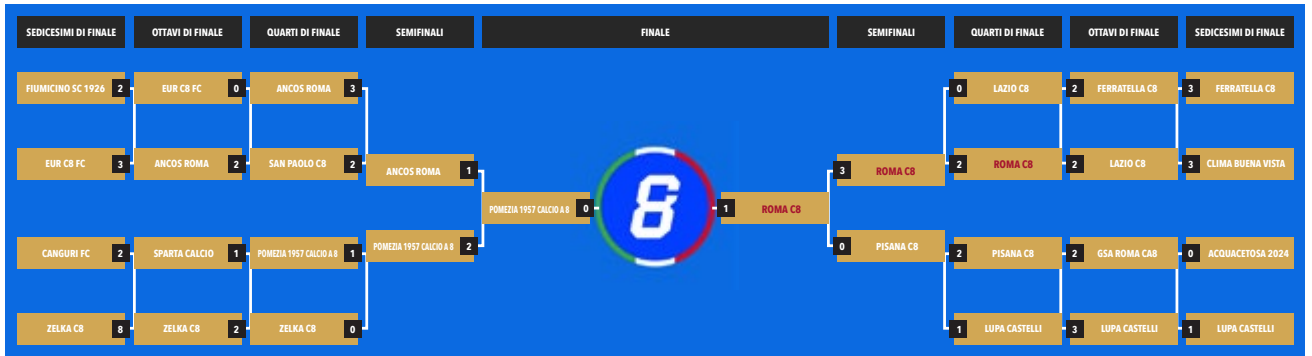 SEDICESIMI DI FINALE OTTAVI DI FINALE QUARTI DI FINALE SEMIFINALI FINALE SEMIFINALI QUARTI DI FINALE OTTAVI DI FINALE SEDICESIMI DI FINALE
FIUMICINO SC 1926 2 EUR C8 FC 0 ANCOS ROMA 3 0 LAZIO C8 2 FERRATELLA C8 3 FERRATELLA C8
EUR C8 FC 3 ANCOS ROMA 2 SAN PAOLO C8 2 2 ROMA C8 2 LAZIO C8 3 CLIMA BUENA VISTA
ANCOS ROMA 1 3 ROMA C8
POMEZIA 1957 CALCIO A 8 0 8 1 ROMA C8
POMEZIA 1957 CALCIO A 8 2 0 PISANA C8
CANGURI FC 2 SPARTA CALCIO 1 POMEZIA 1957 CALCIO A 8 1 2 PISANA C8 2 GSA ROMA CA8 0 ACQUACETOSA 2024
ZELKA C8 8 ZELKA C8 2 ZELKA C8 0 1 LUPA CASTELLI 3 LUPA CASTELLI 1 LUPA CASTELLI